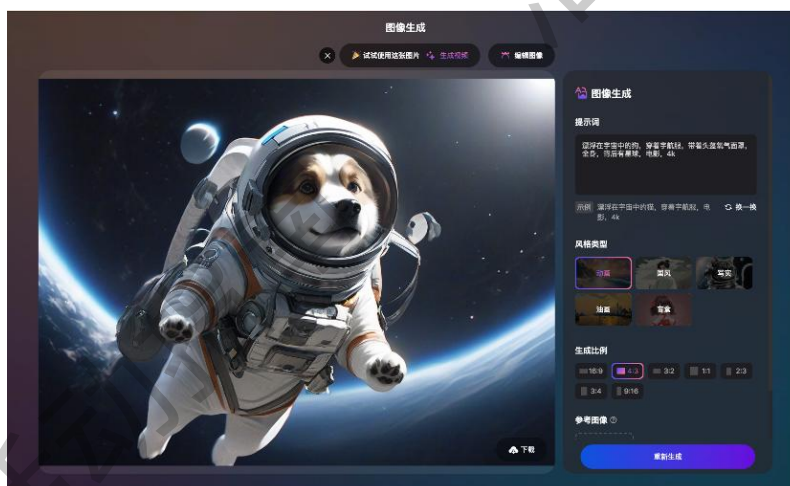 图像生成
试试使用这张图片 生成视频 编辑图像
图像生成
提示词
漂浮在宇宙中的狗，穿着宇航服，带着头盔氧气面罩，
全身，背后有星球，电影，4k
示例 漂浮在宇宙中的猫，穿着宇航服，电 换一换
影，4k
风格类型
动画 国风 写实
油画 盲盒
生成比例
16:9 4:3 3:2 1:1 2:3
3:4 9:16
参考图像
下载
重新生成